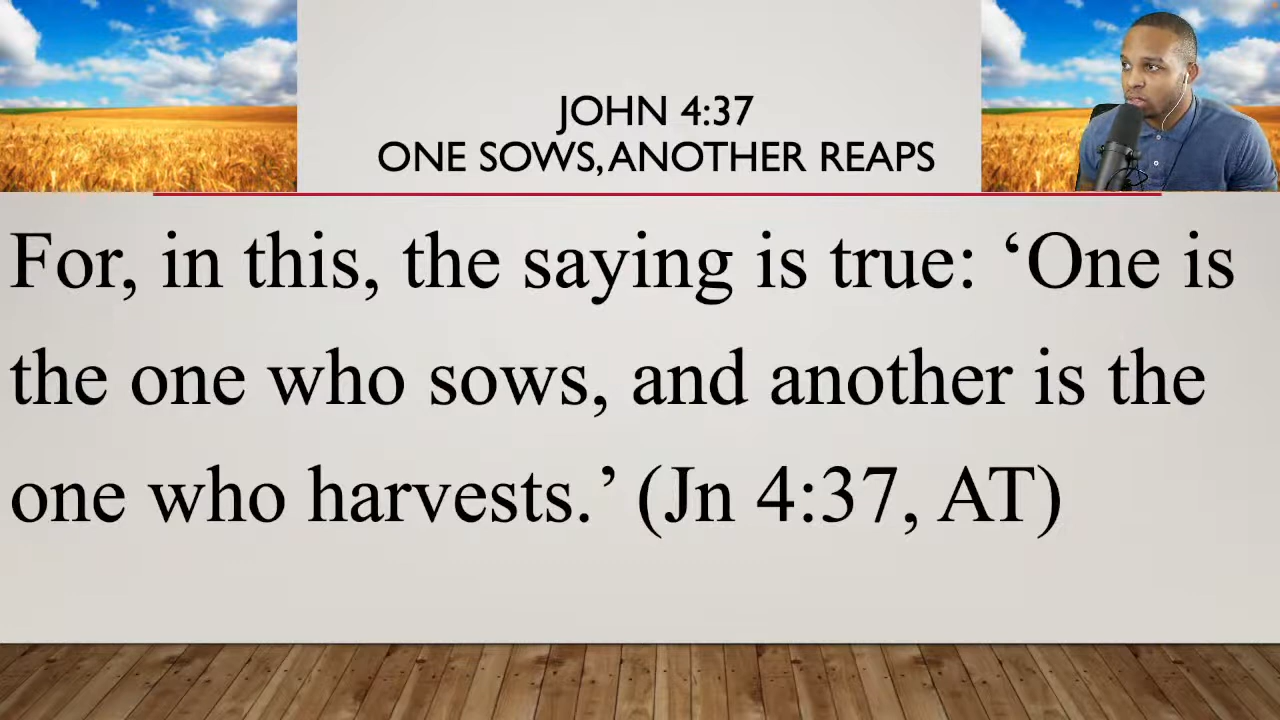 JOHN 4:37
ONE SOWS, ANOTHER REAPS
For, in this, the saying is true: ‘One is
the one who sows, and another is the
one who harvests.’ (Jn 4:37, AT)